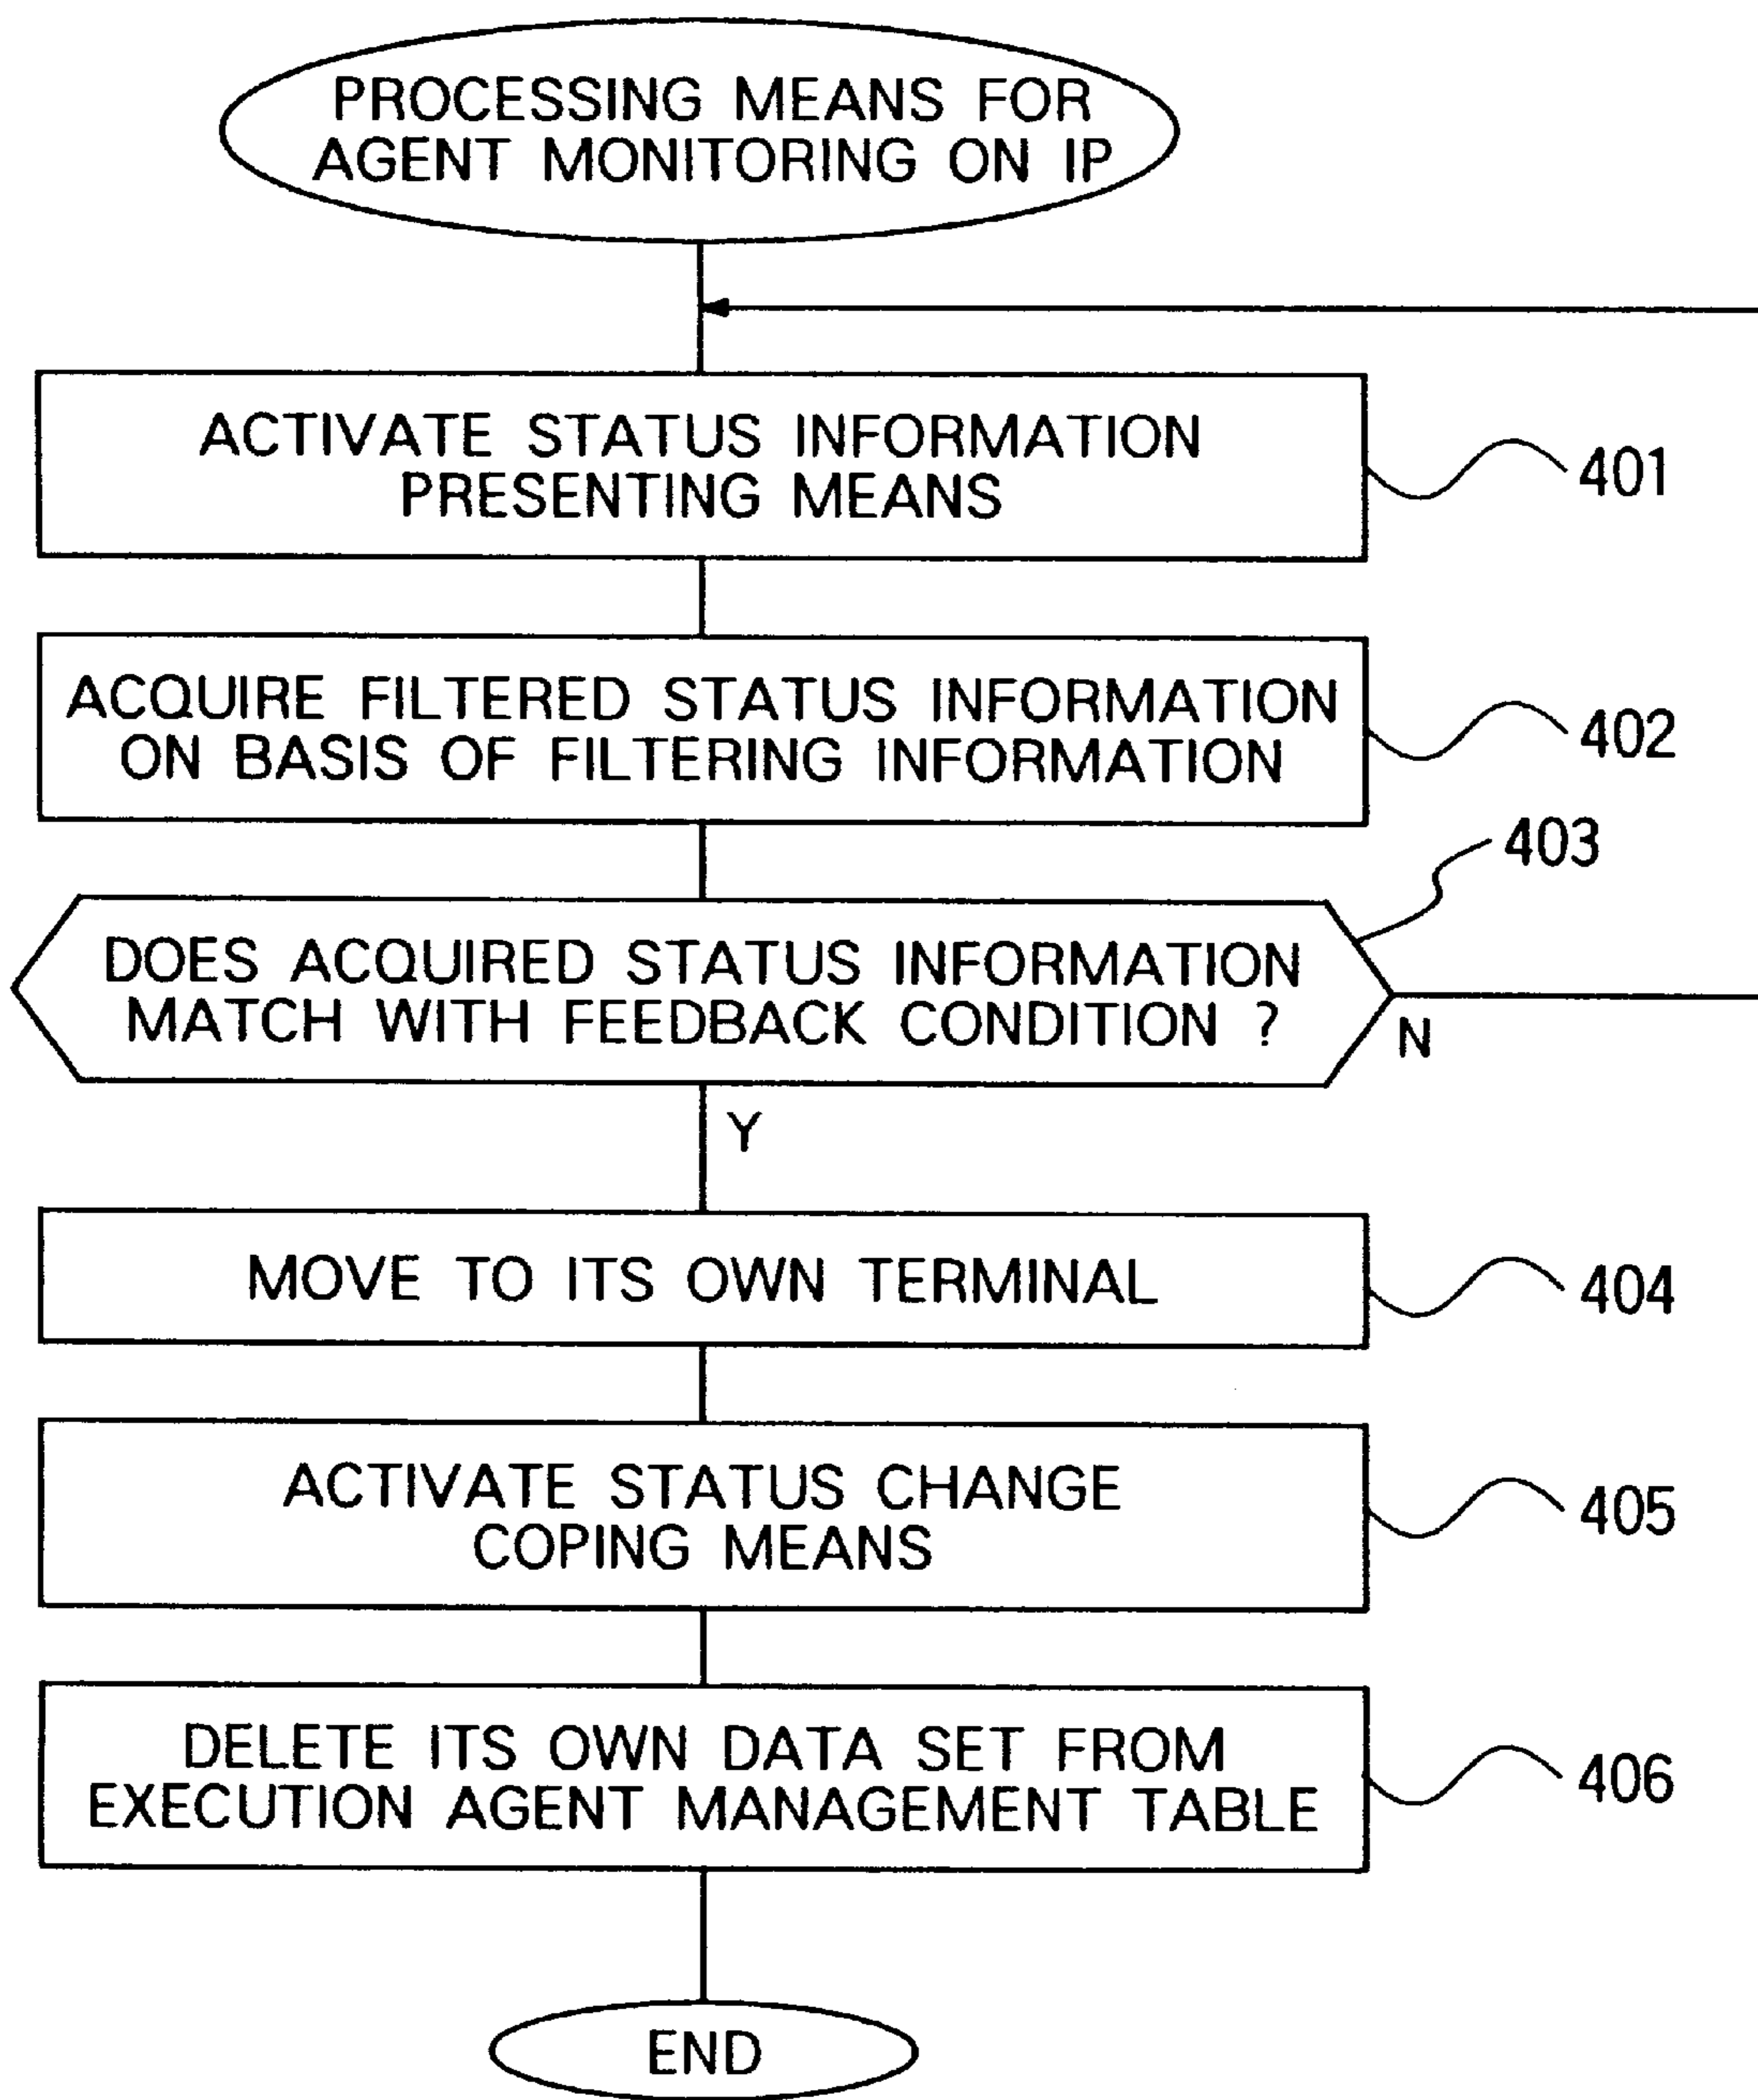 PROCESSING MEANS FOR
AGENT MONITORING ON IP
ACTIVATE STATUS INFORMATION
PRESENTING MEANS
401
ACQUIRE FILTERED STATUS INFORMATION
ON BASIS OF FILTERING INFORMATION
402
403
DOES ACQUIRED STATUS INFORMATION
MATCH WITH FEEDBACK CONDITION ?
N
Y
MOVE TO ITS OWN TERMINAL
404
ACTIVATE STATUS CHANGE
COPING MEANS
405
DELETE ITS OWN DATA SET FROM
EXECUTION AGENT MANAGEMENT TABLE
406
END